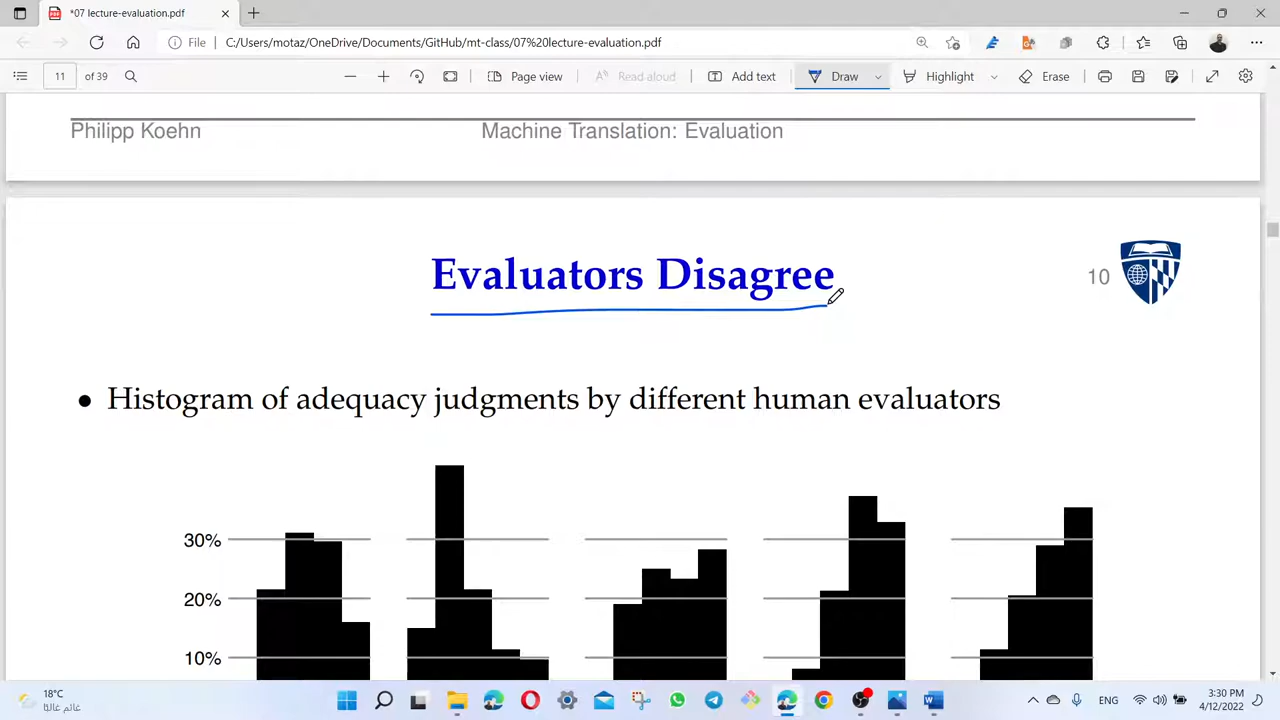 *07 lecture-evaluation.pdf
File C:/Users/motaz/OneDrive/Documents/GitHub/mt-class/07%20lecture-evaluation.pdf
11 of 39 Page view Read aloud Add text Draw Highlight Erase
Philipp Koehn Machine Translation: Evaluation
Evaluators Disagree
10
• Histogram of adequacy judgments by different human evaluators
30%
20%
10%
18°C
غائم غالبًا
ENG
3:30 PM
4/12/2022